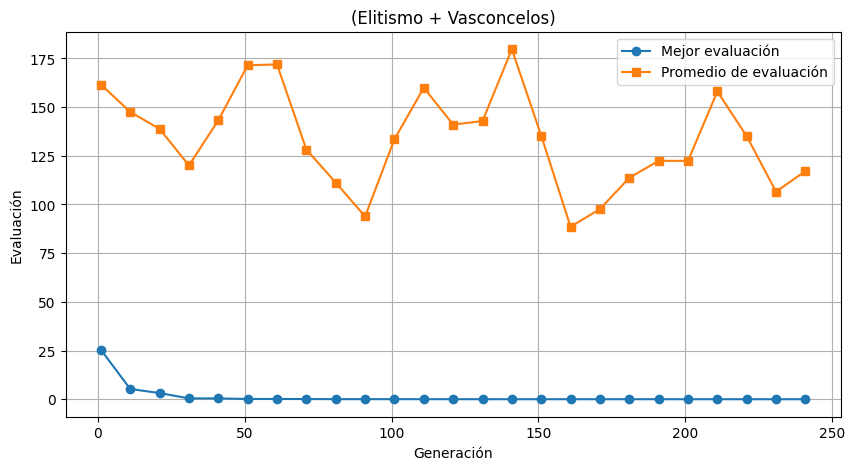 (Elitismo + Vasconcelos)
Mejor evaluación
Promedio de evaluación
Evaluación
175
150
125
100
75
50
25
0
0 50 100 150 200 250
Generación